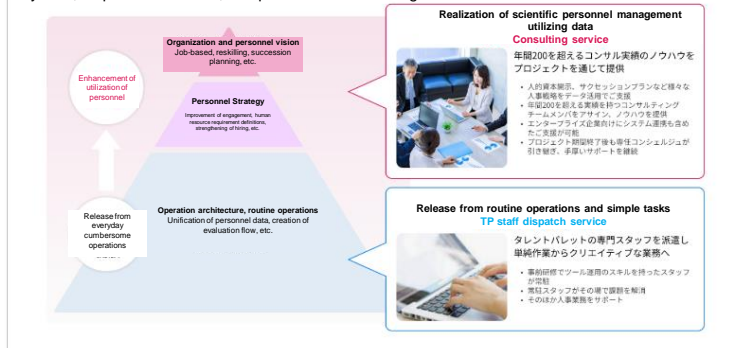 Organization and personnel vision
Job-based, reskilling, succession
planning, etc.
Enhancement of
utilization of
personnel
Personnel Strategy
Improvement of engagement, human
resource requirement definitions,
strengthening of hiring, etc.
Release from
everyday
cumbersome
operations
Operation architecture, routine operations
Unification of personnel data, creation of
evaluation flow, etc.
Realization of scientific personnel management
utilizing data
Consulting service
年間200を超えるコンサル実績のノウハウを
プロジェクトを通じて提供
• 人的資本開示、サクセッションプランなど様々な
人事戦略をデータ活用でご支援
• 年間200を超える実績を持つコンサルティング
チームメンバをアサイン、ノウハウを提供
• エンタープライズ企業向けにシステム連携も含め
たご支援が可能
• プロジェクト期間終了後も専任コンシェルジュが
引き継ぎ、手厚いサポートを継続
Release from routine operations and simple tasks
TP staff dispatch service
タレントパレットの専門スタッフを派遣し
単純作業からクリエイティブな業務へ
• 事前研修でツール運用のスキルを持ったスタッフ
が常駐
• 常駐スタッフがその場で課題を解消
• そのほか人事業務をサポート